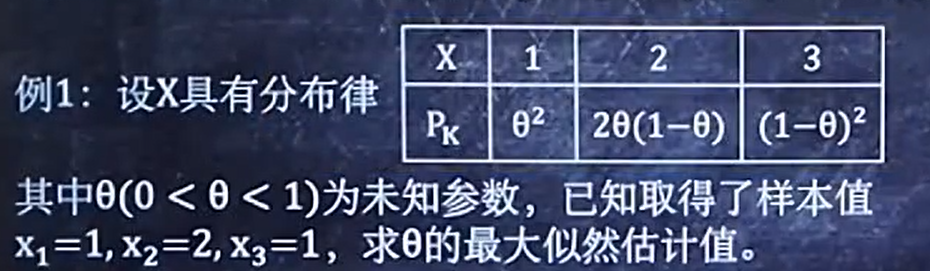 X 1 2 3
例1：设X具有分布律 P_K θ² 2θ(1−θ) (1−θ)²
其中θ(0 < θ < 1)为未知参数，已知取得了样本值
x₁=1, x₂=2, x₃=1，求θ的最大似然估计值。